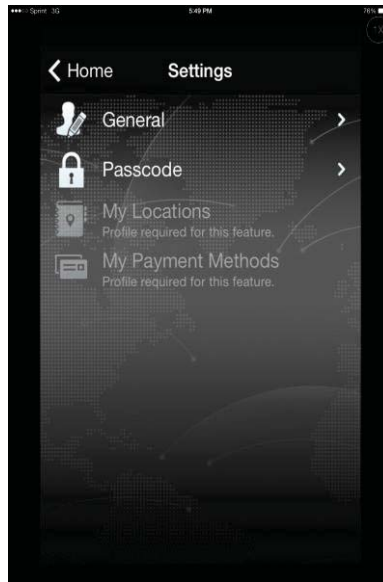 Sprint 3G 5:49 PM 76%
1X
Home Settings
General
Passcode
My Locations
Profile required for this feature.
My Payment Methods
Profile required for this feature.